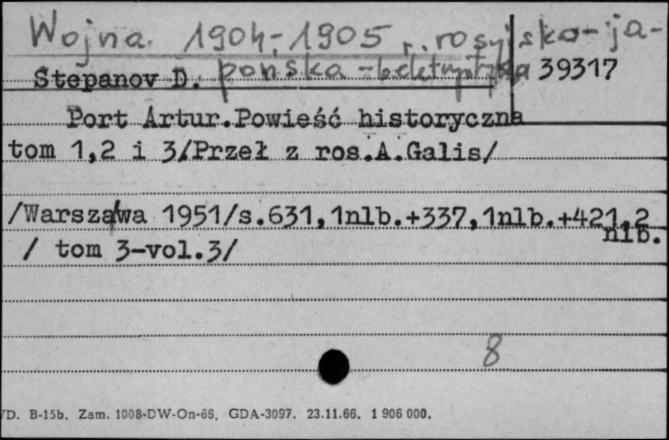 Wojna 1904-1905 r. rosyjsko-ja-
pońska - beletrystyka
Stepanov D. 39317
Port Artur.Powieść historyczna
tom 1,2 i 3/Przeł z ros.A.Galis/
/Warszawa 1951/s.631,1nlb.+337,1nlb.+421,2
nlb.
/ tom 3-vol.3/
8
/D. B-15b. Zam. 1008-DW-On-66. GDA-3097. 23.11.66. 1 906 000.